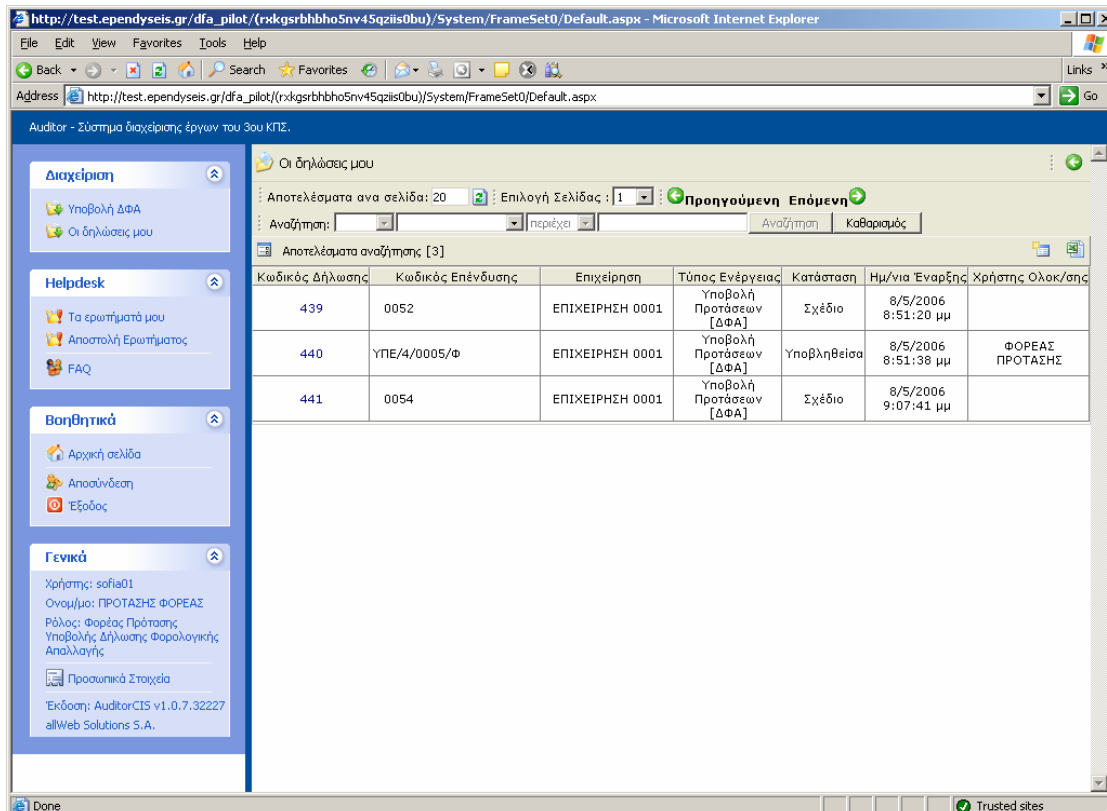 http://test.ependyseis.gr/dfa_pilot/(rxkgsrbhbho5nv45qziis0bu)/System/FrameSet0/Default.aspx - Microsoft Internet Explorer
File Edit View Favorites Tools Help
Back Search Favorites Links
Address http://test.ependyseis.gr/dfa_pilot/(rxkgsrbhbho5nv45qziis0bu)/System/FrameSet0/Default.aspx Go
Auditor - Σύστημα διαχείρισης έργων του 3ου ΚΠΣ.
Διαχείριση
Υποβολή ΔΦΑ
Οι δηλώσεις μου
Helpdesk
Τα ερωτήματά μου
Αποστολή Ερωτήματος
FAQ
Βοηθητικά
Αρχική σελίδα
Αποσύνδεση
Έξοδος
Γενικά
Χρήστης: sofia01
Ονομ/μο: ΠΡΟΤΑΣΗΣ ΦΟΡΕΑΣ
Ρόλος: Φορέας Πρότασης
Υποβολής Δήλωσης Φορολογικής
Απαλλαγής
Προσωπικά Στοιχεία
Έκδοση: AuditorCIS v1.0.7.32227
allWeb Solutions S.A.
Οι δηλώσεις μου
Αποτελέσματα ανα σελίδα: 20 Επιλογή Σελίδας : 1 Προηγούμενη Επόμενη
Αναζήτηση: περιέχει Αναζήτηση Καθαρισμός
Αποτελέσματα αναζήτησης [3]
Κωδικός Δήλωσης Κωδικός Επένδυσης Επιχείρηση Τύπος Ενέργειας Κατάσταση Ημ/νια Έναρξης Χρήστης Ολοκ/σης
439 0052 ΕΠΙΧΕΙΡΗΣΗ 0001 Υποβολή Προτάσεων [ΔΦΑ] Σχέδιο 8/5/2006 8:51:20 μμ
440 ΥΠΕ/4/0005/Φ ΕΠΙΧΕΙΡΗΣΗ 0001 Υποβολή Προτάσεων [ΔΦΑ] Υποβληθείσα 8/5/2006 8:51:38 μμ ΦΟΡΕΑΣ ΠΡΟΤΑΣΗΣ
441 0054 ΕΠΙΧΕΙΡΗΣΗ 0001 Υποβολή Προτάσεων [ΔΦΑ] Σχέδιο 8/5/2006 9:07:41 μμ
Done Trusted sites